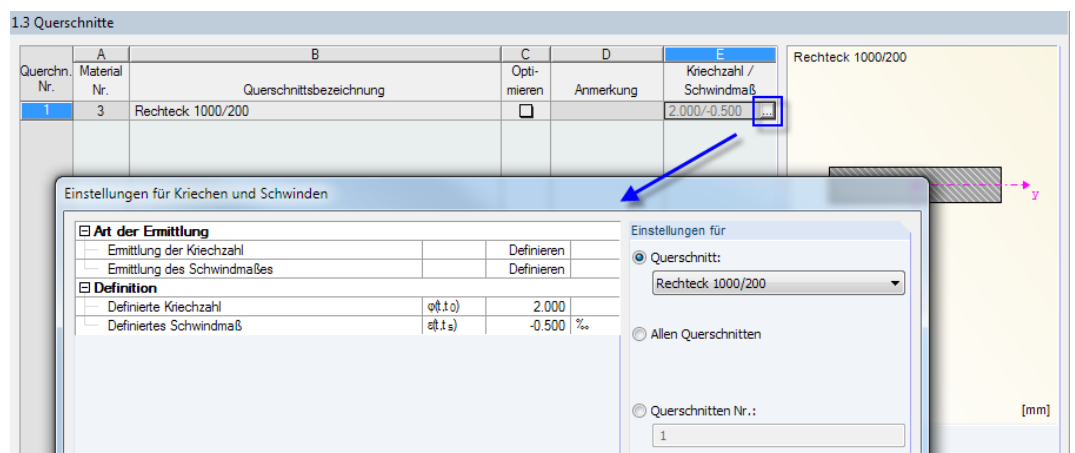 1.3 Querschnitte
A B C D E
Querchn. Nr.
Material Nr.
Querschnittsbezeichnung
Opti- mieren
Anmerkung
Kriechzahl / Schwindmaß
1 3 Rechteck 1000/200 2.000/-0.500 ...
Rechteck 1000/200
y
[mm]
Einstellungen für Kriechen und Schwinden
Art der Ermittlung
Ermittlung der Kriechzahl Definieren
Ermittlung des Schwindmaßes Definieren
Definition
Definierte Kriechzahl φ(t,t0) 2.000
Definiertes Schwindmaß ε(t,ts) -0.500 ‰
Einstellungen für
Querschnitt:
Rechteck 1000/200
Allen Querschnitten
Querschnitten Nr.:
1